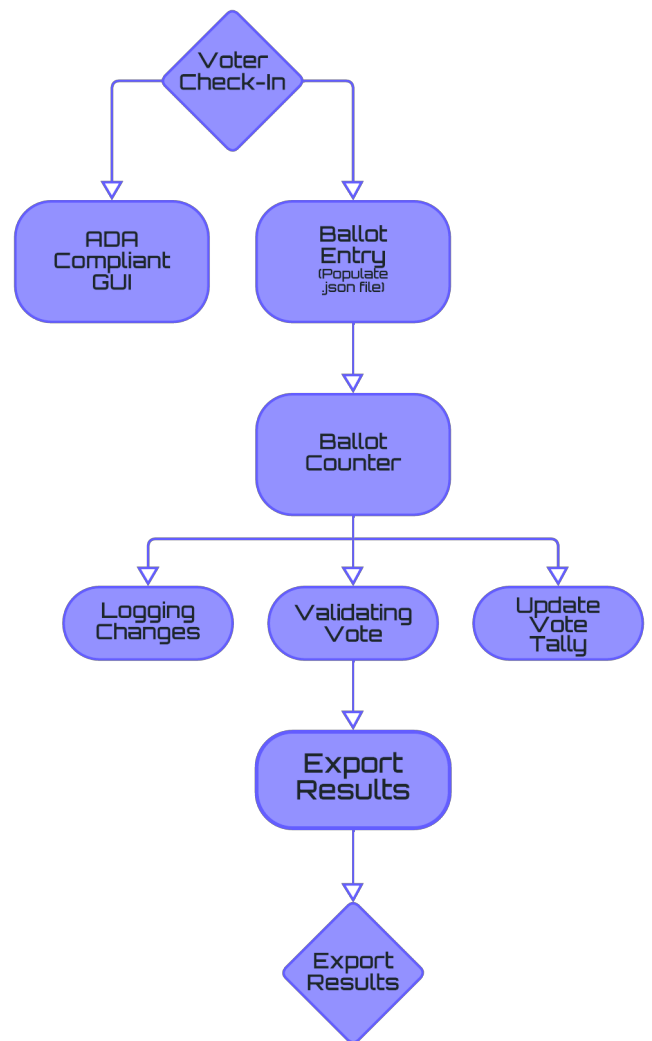 Voter
Check-In
ADA
Compliant
GUI
Ballot
Entry
(Populate
.json file)
Ballot
Counter
Logging
Changes
Validating
Vote
Update
Vote
Tally
Export
Results
Export
Results